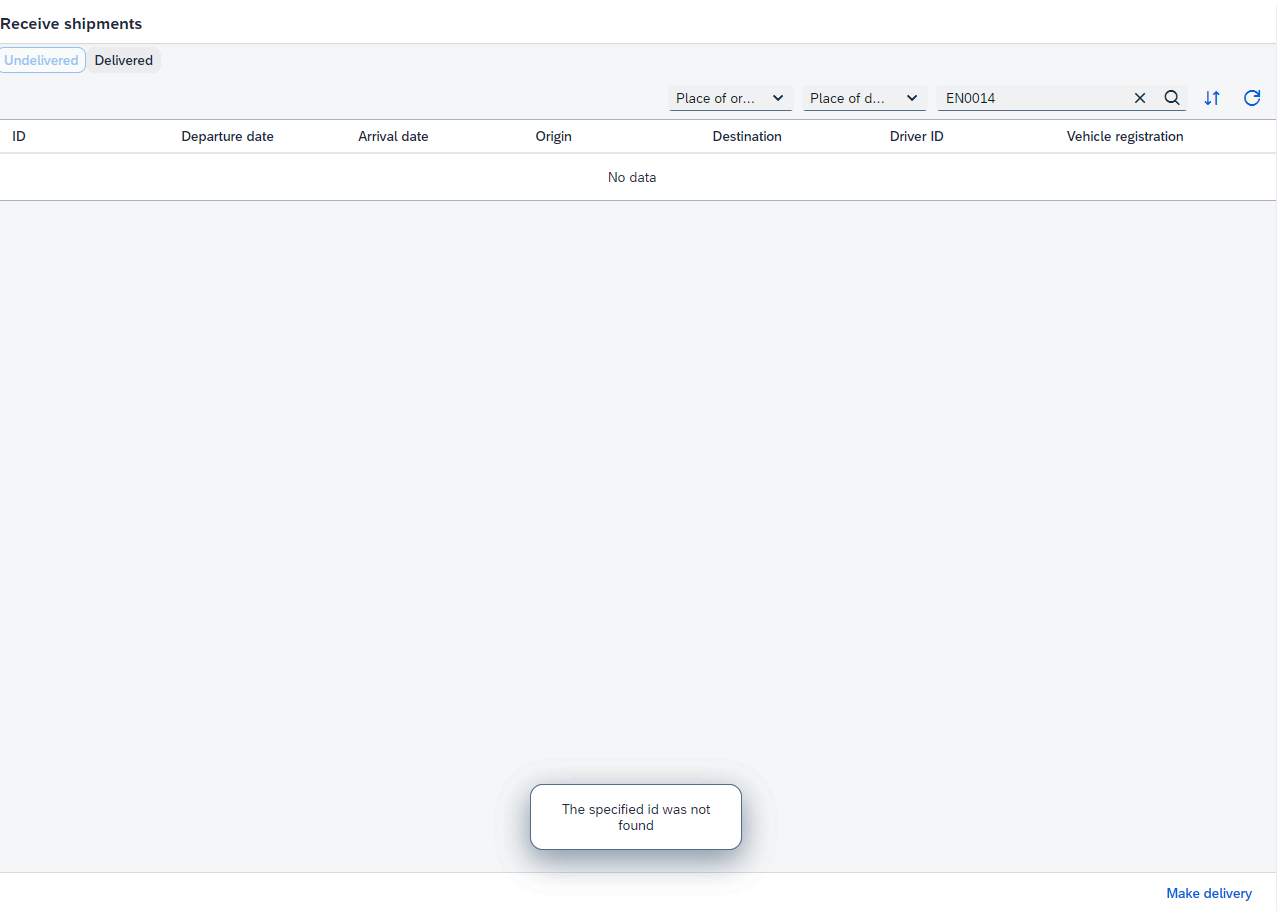 Receive shipments
Undelivered Delivered
Place of or... Place of d... EN0014
ID Departure date Arrival date Origin Destination Driver ID Vehicle registration
No data
The specified id was not
found
Make delivery